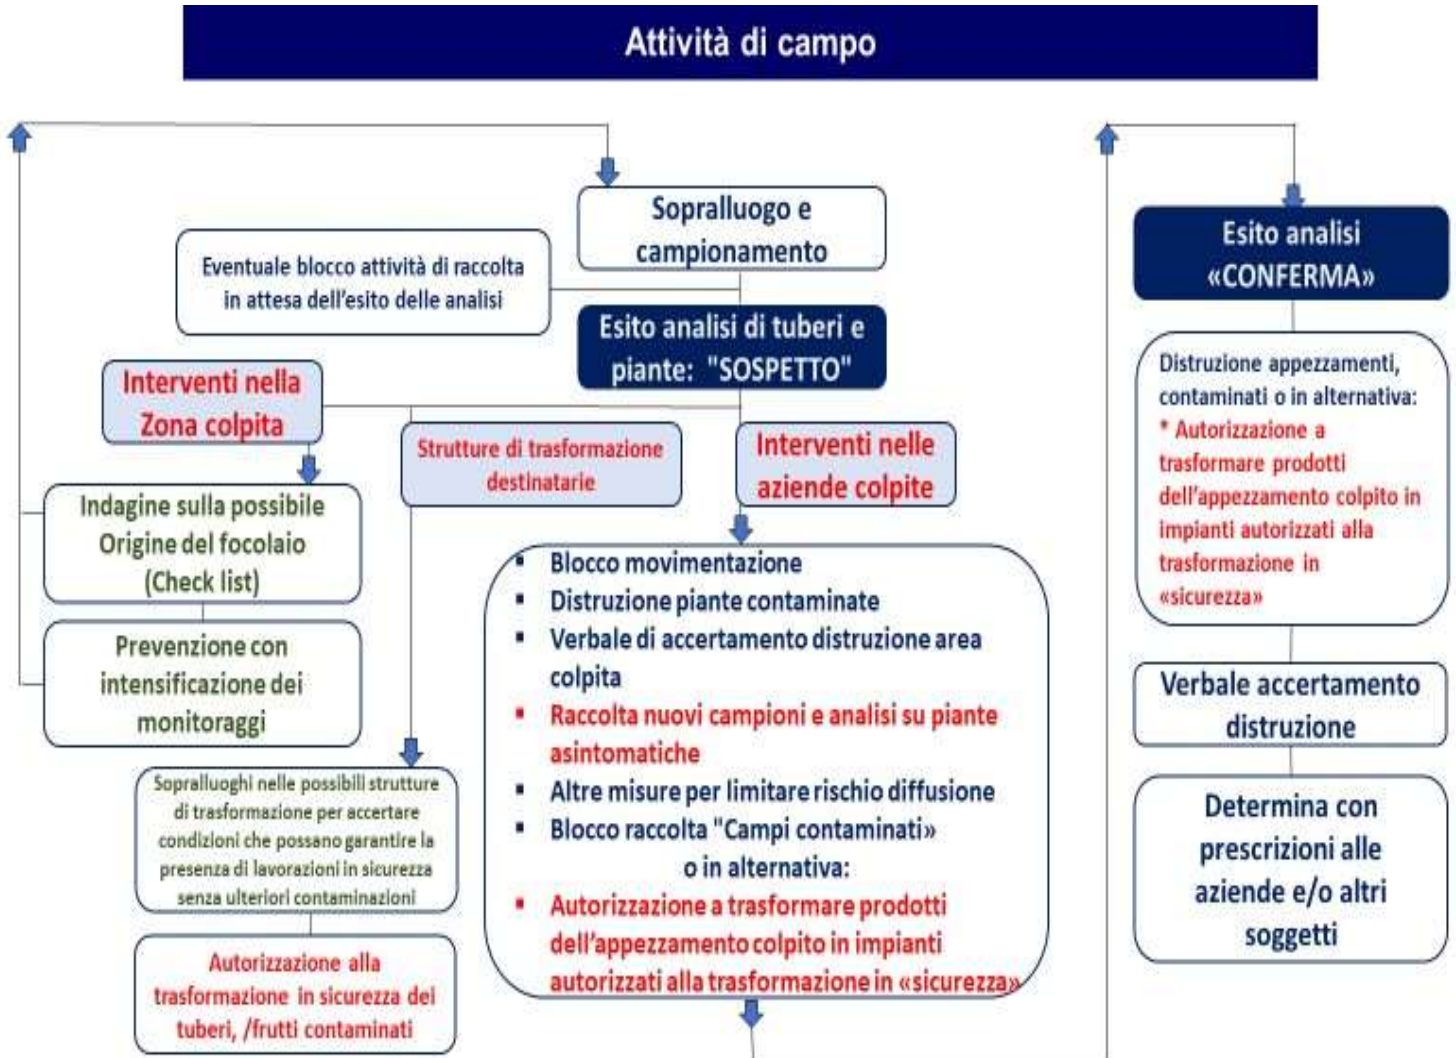 Attività di campo
Sopralluogo e
campionamento
Eventuale blocco attività di raccolta
in attesa dell'esito delle analisi
Esito analisi di tuberi e
piante: "SOSPETTO"
Interventi nella
Zona colpita
Strutture di trasformazione
destinatarie
Interventi nelle
aziende colpite
Indagine sulla possibile
Origine del focolaio
(Check list)
Prevenzione con
intensificazione dei
monitoraggi
Sopralluoghi nelle possibili strutture
di trasformazione per accertare
condizioni che possano garantire la
presenza di lavorazioni in sicurezza
senza ulteriori contaminazioni
Autorizzazione alla
trasformazione in sicurezza dei
tuberi, /frutti contaminati
▪ Blocco movimentazione
▪ Distruzione piante contaminate
▪ Verbale di accertamento distruzione area
colpita
▪ Raccolta nuovi campioni e analisi su piante
asintomatiche
▪ Altre misure per limitare rischio diffusione
▪ Blocco raccolta "Campi contaminati»
o in alternativa:
▪ Autorizzazione a trasformare prodotti
dell'appezzamento colpito in impianti
autorizzati alla trasformazione in «sicurezza»
Esito analisi
«CONFERMA»
Distruzione appezzamenti,
contaminati o in alternativa:
* Autorizzazione a
trasformare prodotti
dell'appezzamento colpito in
impianti autorizzati alla
trasformazione in
«sicurezza»
Verbale accertamento
distruzione
Determina con
prescrizioni alle
aziende e/o altri
soggetti